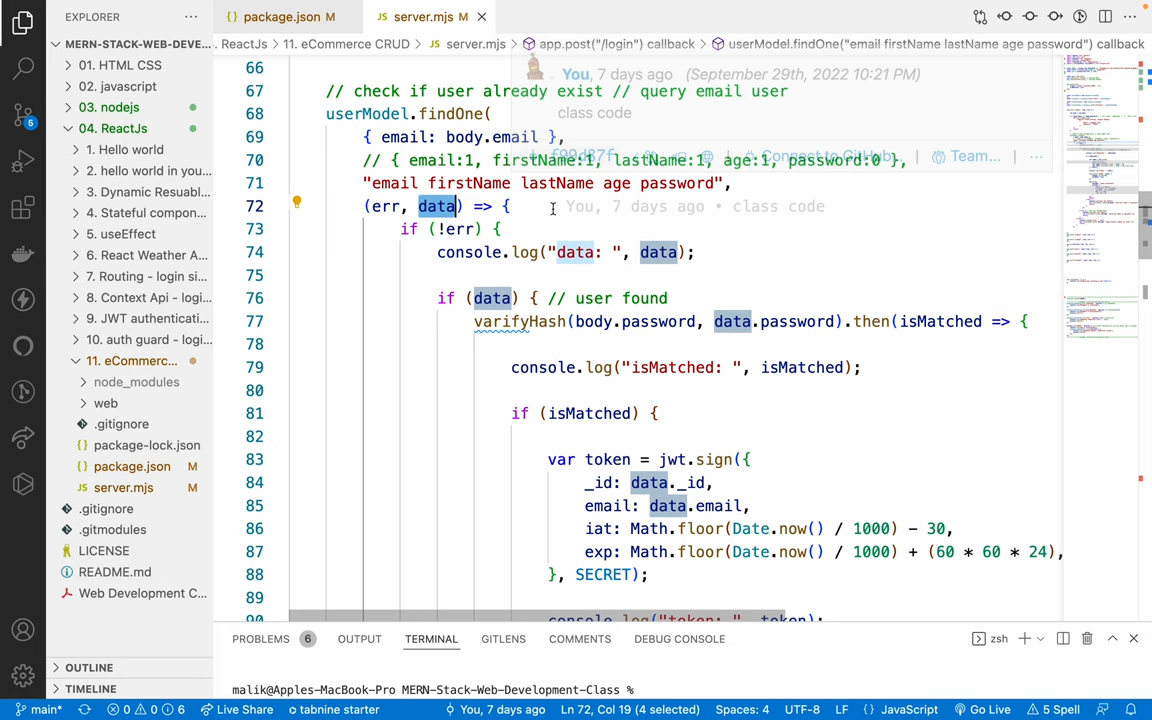 EXPLORER
package.json M
JS server.mjs M
MERN-STACK-WEB-DEVE...
ReactJs > 11. eCommerce CRUD > JS server.mjs > app.post("/login") callback > userModel.findOne("email firstName lastName age password") callback
01. HTML CSS
02. javascript
03. nodejs
04. ReactJs
1. Hello world
2. hello world in you...
3. Dynamic Resuabl...
4. Stateful compon...
5. useEffect
6. React Weather A...
7. Routing - login si...
8. Context Api - logi...
9. JWT authenticati...
10. auth guard - logi...
11. eCommerc...
node_modules
web
.gitignore
package-lock.json
package.json M
JS server.mjs M
.gitignore
.gitmodules
LICENSE
README.md
Web Development C...
OUTLINE
TIMELINE
5
You, 7 days ago (September 29th, 2022 10:21 PM)
class code
Connect to GitHub
Team...
66
67 // check if user already exist // query email user
68 userModel.findOne(
69 { email: body.email },
70 // { email:1, firstName:1, lastName:1, age:1, password:0 },
71 "email firstName lastName age password",
72 (err, data) => { You, 7 days ago • class code
73 if (!err) {
74 console.log("data: ", data);
75
76 if (data) { // user found
77 varifyHash(body.password, data.password).then(isMatched => {
78
79 console.log("isMatched: ", isMatched);
80
81 if (isMatched) {
82
83 var token = jwt.sign({
84 _id: data._id,
85 email: data.email,
86 iat: Math.floor(Date.now() / 1000) - 30,
87 exp: Math.floor(Date.now() / 1000) + (60 * 60 * 24),
88 }, SECRET);
89
90 console.log("token: ", token);
PROBLEMS 6 OUTPUT TERMINAL GITLENS COMMENTS DEBUG CONSOLE
zsh
malik@Apples-MacBook-Pro MERN-Stack-Web-Development-Class %
main* 0 0 6 Live Share tabnine starter You, 7 days ago Ln 72, Col 19 (4 selected) Spaces: 4 UTF-8 LF {} JavaScript Go Live 5 Spell